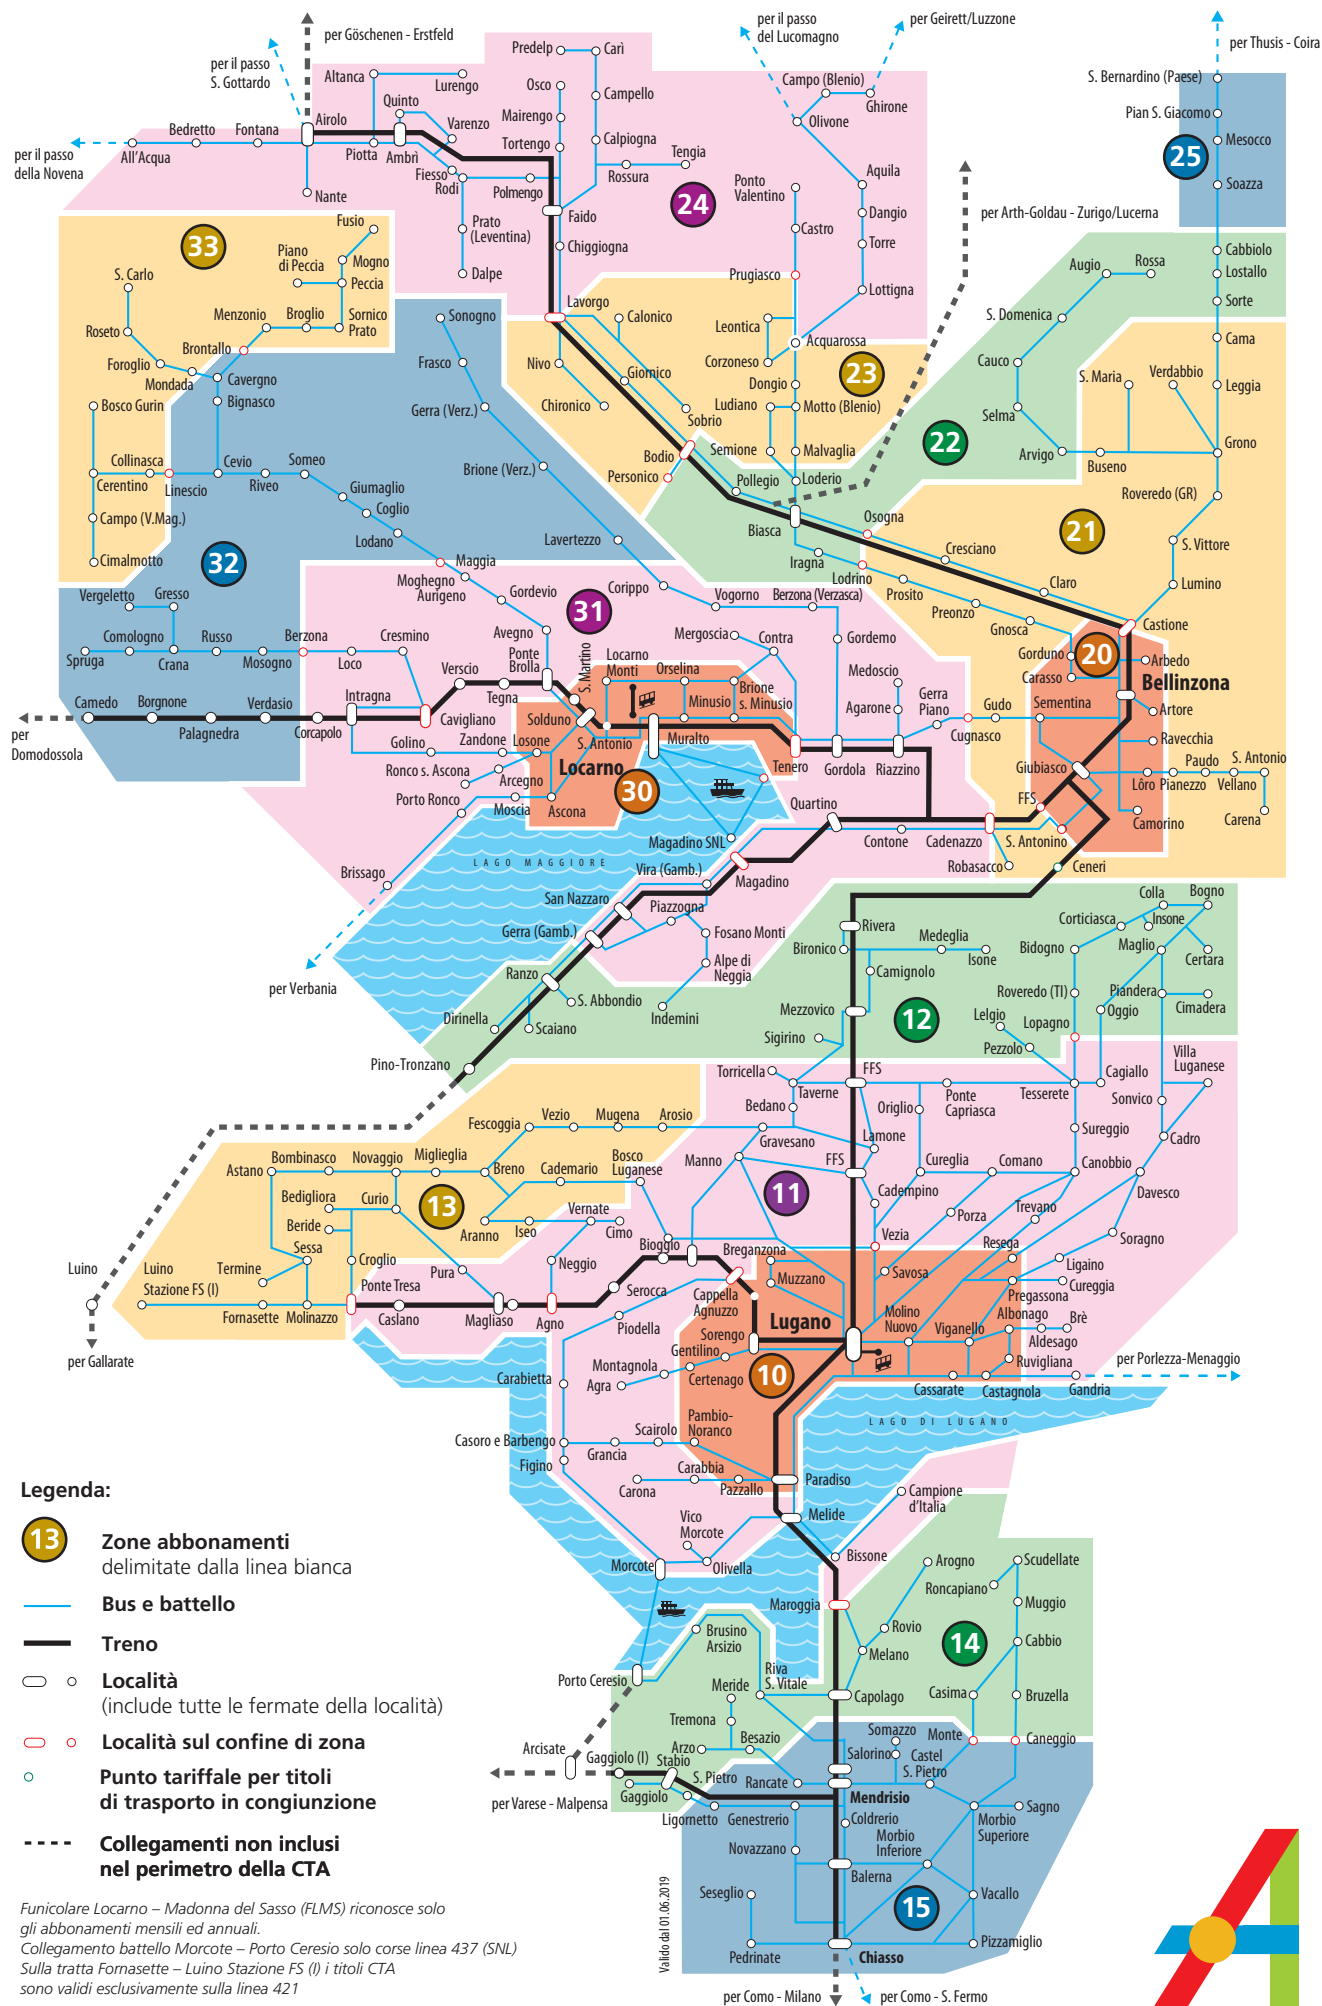 per Göschenen - Erstfeld
per il passo
del Lucomagno
per Geirett/Luzzone
per Thusis - Coira
per il passo
S. Gottardo
per il passo
della Novena
per Arth-Goldau - Zurigo/Lucerna
Predelp
Carì
Altanca
Lurengo
Osco
Campello
Campo (Blenio)
Ghirone
S. Bernardino (Paese)
Quinto
Mairengo
Olivone
Pian S. Giacomo
Airolo
Varenzo
Bedretto
Fontana
Tortengo
Calpiogna
Mesocco
25
All'Acqua
Piotta
Ambrì
Tengia
Fiesso
Rodi
Rossura
Aquila
Soazza
Nante
Polmengo
24
Ponto
Valentino
Fusio
Faido
Dangio
Prato
(Leventina)
Castro
33
Piano
di Peccia
Mogno
Chiggiogna
Torre
Cabbiolo
Augio
Rossa
S. Carlo
Peccia
Dalpe
Prugiasco
Lostallo
Lottigna
Sorte
Menzonio
Broglio
Sornico
Prato
Sonogno
Lavorgo
Calonico
Leontica
S. Domenica
Roseto
Brontallo
Acquarossa
Cama
Foroglio
Frasco
Nivo
Corzoneso
Cauco
Mondada
Cavergno
Giornico
Dongio
23
S. Maria
Verdabbio
Leggia
Bosco Gurin
Bignasco
Gerra (Verz.)
Chironico
Ludiano
Motto (Blenio)
Selma
Sobrio
22
Grono
Collinasca
Cevio
Someo
Bodio
Semione
Malvaglia
Arvigo
Buseno
Cerentino
Linescio
Riveo
Brione (Verz.)
Personico
Pollegio
Loderio
Roveredo (GR)
Giumaglio
Campo (V.Mag.)
Coglio
Biasca
Osogna
21
Lodano
Lavertezzo
Cresciano
S. Vittore
Cimalmotto
32
Maggia
Iragna
Lodrino
Claro
Moghegno
Aurigeno
Corippo
Prosito
Lumino
Vergeletto
Gresso
Gordevio
Vogorno
Berzona (Verzasca)
Preonzo
31
Gnosca
Castione
Comologno
Russo
Berzona
Cresmino
Avegno
Mergoscia
Contra
Gordemo
Spruga
Crana
Mosogno
Loco
Ponte
Brolla
S. Martino
Locarno
Monti
Orselina
Gorduno
20
Arbedo
Verscio
Medoscio
Carasso
Bellinzona
Camedo
Borgnone
Verdasio
Intragna
Tegna
Minusio
Brione
s. Minusio
Agarone
Gerra
Piano
Gudo
Sementina
Artore
per
Domodossola
Palagnedra
Corcapolo
Cavigliano
Solduno
S. Antonio
Muralto
Cugnasco
Ravecchia
Golino
Zandone
Losone
Locarno
Tenero
Gordola
Riazzino
Giubiasco
Paudo
S. Antonio
Ronco s. Ascona
Arcegno
30
Lôro
Pianezzo
Vellano
Porto Ronco
Moscia
Ascona
Quartino
FFS
Camorino
Carena
Magadino SNL
Contone
Cadenazzo
S. Antonino
LAGO MAGGIORE
Brissago
Vira (Gamb.)
Magadino
Robasacco
Ceneri
San Nazzaro
Piazzogna
Colla
Bogno
Gerra (Gamb.)
Fosano Monti
Rivera
Corticiasca
Insone
Bironico
Medeglia
Bidogno
Maglio
per Verbania
Ranzo
Alpe di
Neggia
Camignolo
Isone
Certara
S. Abbondio
Roveredo (TI)
Piandera
Dirinella
Scaiano
Indemini
Mezzovico
12
Lelgio
Lopagno
Oggio
Cimadera
Sigirino
Pezzolo
Pino-Tronzano
Villa
Luganese
Torricella
FFS
Taverne
Cagiallo
Bedano
Origlio
Ponte
Capriasca
Tesserete
Sonvico
Fescoggia
Vezio
Mugena
Arosio
Gravesano
Lamone
Sureggio
Cadro
Bombinasco
Novaggio
Miglieglia
Bosco
Luganese
Manno
FFS
Astano
Breno
Cademario
Cureglia
Comano
Canobbio
Bedigliora
Curio
13
11
Cadempino
Davesco
Trevano
Beride
Vernate
Porza
Aranno
Iseo
Cimo
Vezia
Soragno
Sessa
Bioggio
Breganzona
Resega
Luino
Termine
Croglio
Neggio
Ligaino
Luino
Stazione FS (I)
Pura
Muzzano
Savosa
Cureggia
Ponte Tresa
Serocca
Cappella
Agnuzzo
Molino
Nuovo
Pregassona
Albonago
Brè
Fornasette
Molinazzo
Caslano
Magliaso
Agno
Piodella
Lugano
Viganello
Aldesago
Sorengo
per Gallarate
Gentilino
Ruvigliana
per Porlezza-Menaggio
Montagnola
Carabietta
Agra
Certenago
10
Cassarate
Castagnola
Gandria
LAGO DI LUGANO
Pambio-
Noranco
Casoro e Barbengo
Scairolo
Figino
Grancia
Carabbia
Paradiso
Carona
Pazzallo
Campione
d'Italia
Vico
Morcote
Melide
Morcote
Olivella
Bissone
Arogno
Scudellate
Roncapiano
Maroggia
Muggio
Brusino
Arsizio
Rovio
14
Cabbio
Melano
Porto Ceresio
Riva
S. Vitale
Meride
Capolago
Casima
Bruzella
Tremona
Somazzo
Monte
Caneggio
Arcisate
Arzo
Besazio
Salorino
Castel
S. Pietro
Gaggiolo (I)
Stabio
S. Pietro
Rancate
per Varese - Malpensa
Gaggiolo
Mendrisio
Ligornetto
Genestrerio
Coldrerio
Sagno
Morbio
Superiore
Novazzano
Morbio
Inferiore
Balerna
Seseglio
15
Vacallo
Pedrinate
Chiasso
Pizzamiglio
per Como - Milano
per Como - S. Fermo
Valido dal 01.06.2019
Legenda:
13
Zone abbonamenti
delimitate dalla linea bianca
Bus e battello
Treno
Località
(include tutte le fermate della località)
Località sul confine di zona
Punto tariffale per titoli
di trasporto in congiunzione
Collegamenti non inclusi
nel perimetro della CTA
Funicolare Locarno – Madonna del Sasso (FLMS) riconosce solo
gli abbonamenti mensili ed annuali.
Collegamento battello Morcote – Porto Ceresio solo corse linea 437 (SNL)
Sulla tratta Fornasette – Luino Stazione FS (I) i titoli CTA
sono validi esclusivamente sulla linea 421